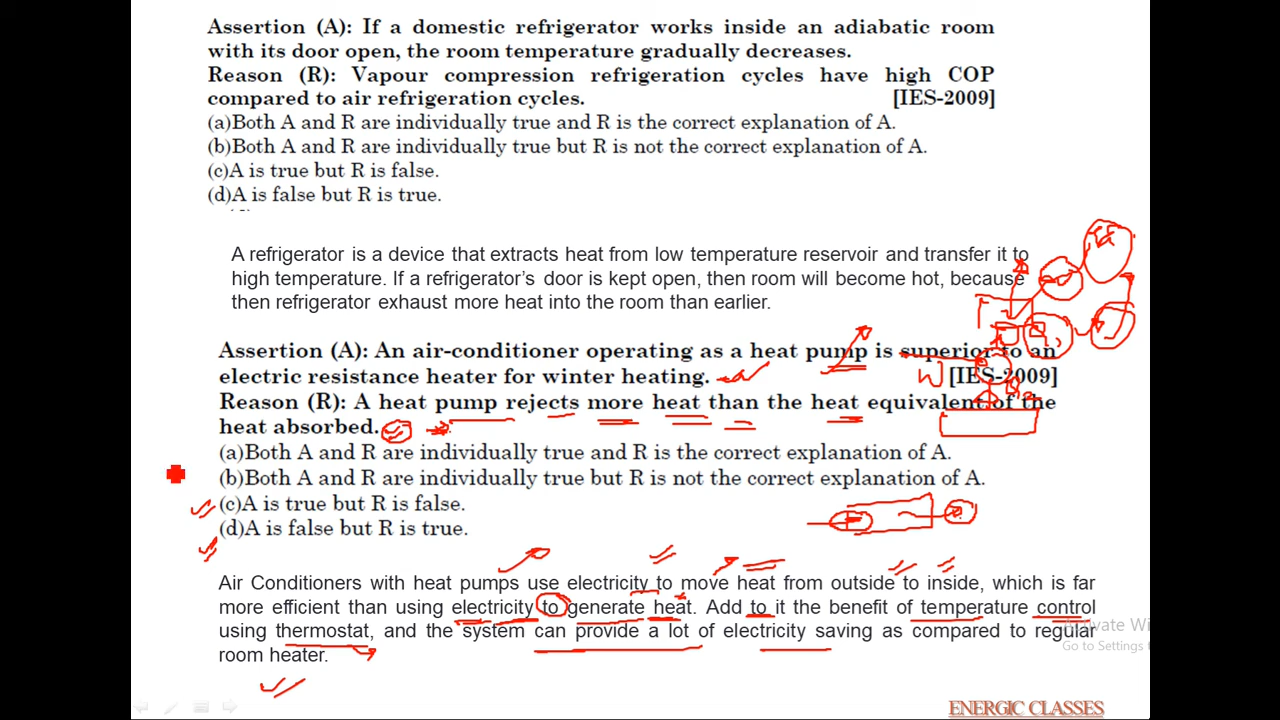 Assertion (A): If a domestic refrigerator works inside an adiabatic room
with its door open, the room temperature gradually decreases.
Reason (R): Vapour compression refrigeration cycles have high COP
compared to air refrigeration cycles. [IES-2009]
(a)Both A and R are individually true and R is the correct explanation of A.
(b)Both A and R are individually true but R is not the correct explanation of A.
(c)A is true but R is false.
(d)A is false but R is true.
A refrigerator is a device that extracts heat from low temperature reservoir and transfer it to
high temperature. If a refrigerator's door is kept open, then room will become hot, because
then refrigerator exhaust more heat into the room than earlier.
Assertion (A): An air-conditioner operating as a heat pump is superior to an
electric resistance heater for winter heating. W [IES-2009]
Reason (R): A heat pump rejects more heat than the heat equivalent of the
heat absorbed.
(a)Both A and R are individually true and R is the correct explanation of A.
(b)Both A and R are individually true but R is not the correct explanation of A.
(c)A is true but R is false.
(d)A is false but R is true.
Air Conditioners with heat pumps use electricity to move heat from outside to inside, which is far
more efficient than using electricity to generate heat. Add to it the benefit of temperature control
using thermostat, and the system can provide a lot of electricity saving as compared to regular
room heater.
Activate Wi
Go to Settings t
ENERGIC CLASSES